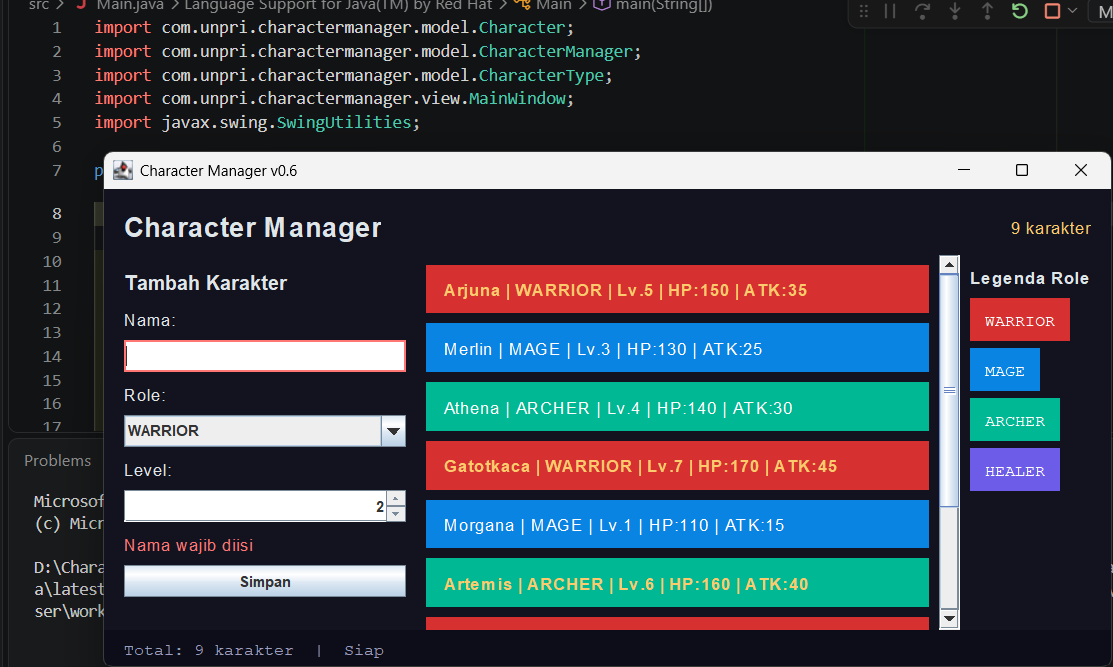 src > J Main.java > Language Support for Java(TM) by Red Hat > Main > main(String[])
1 import com.unpri.charactermanager.model.Character;
2 import com.unpri.charactermanager.model.CharacterManager;
3 import com.unpri.charactermanager.model.CharacterType;
4 import com.unpri.charactermanager.view.MainWindow;
5 import javax.swing.SwingUtilities;
6
7 p
8
9
10
11
12
13
14
15
16
17
Character Manager v0.6
Character Manager
9 karakter
Tambah Karakter
Nama:
Role:
WARRIOR
Level:
2
Nama wajib diisi
Simpan
Arjuna | WARRIOR | Lv.5 | HP:150 | ATK:35
Merlin | MAGE | Lv.3 | HP:130 | ATK:25
Athena | ARCHER | Lv.4 | HP:140 | ATK:30
Gatotkaca | WARRIOR | Lv.7 | HP:170 | ATK:45
Morgana | MAGE | Lv.1 | HP:110 | ATK:15
Artemis | ARCHER | Lv.6 | HP:160 | ATK:40
Legenda Role
WARRIOR
MAGE
ARCHER
HEALER
Total: 9 karakter | Siap
Problems
Microsof
(c) Micr
D:\Chara
a\latest
ser\work
M